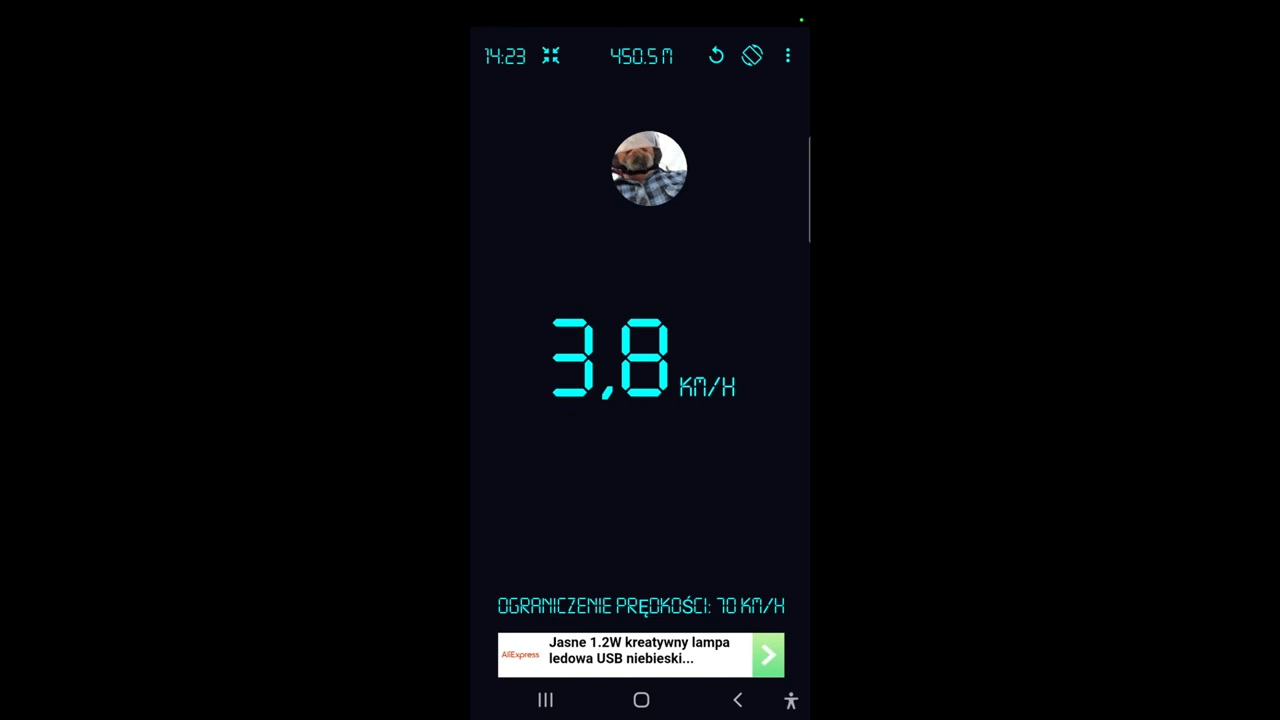 14:23 450.5 M
3,8 KM/H
OGRANICZENIE PRĘDKOŚCI: 70 KM/H
AliExpress
Jasne 1.2W kreatywny lampa
ledowa USB niebieski...